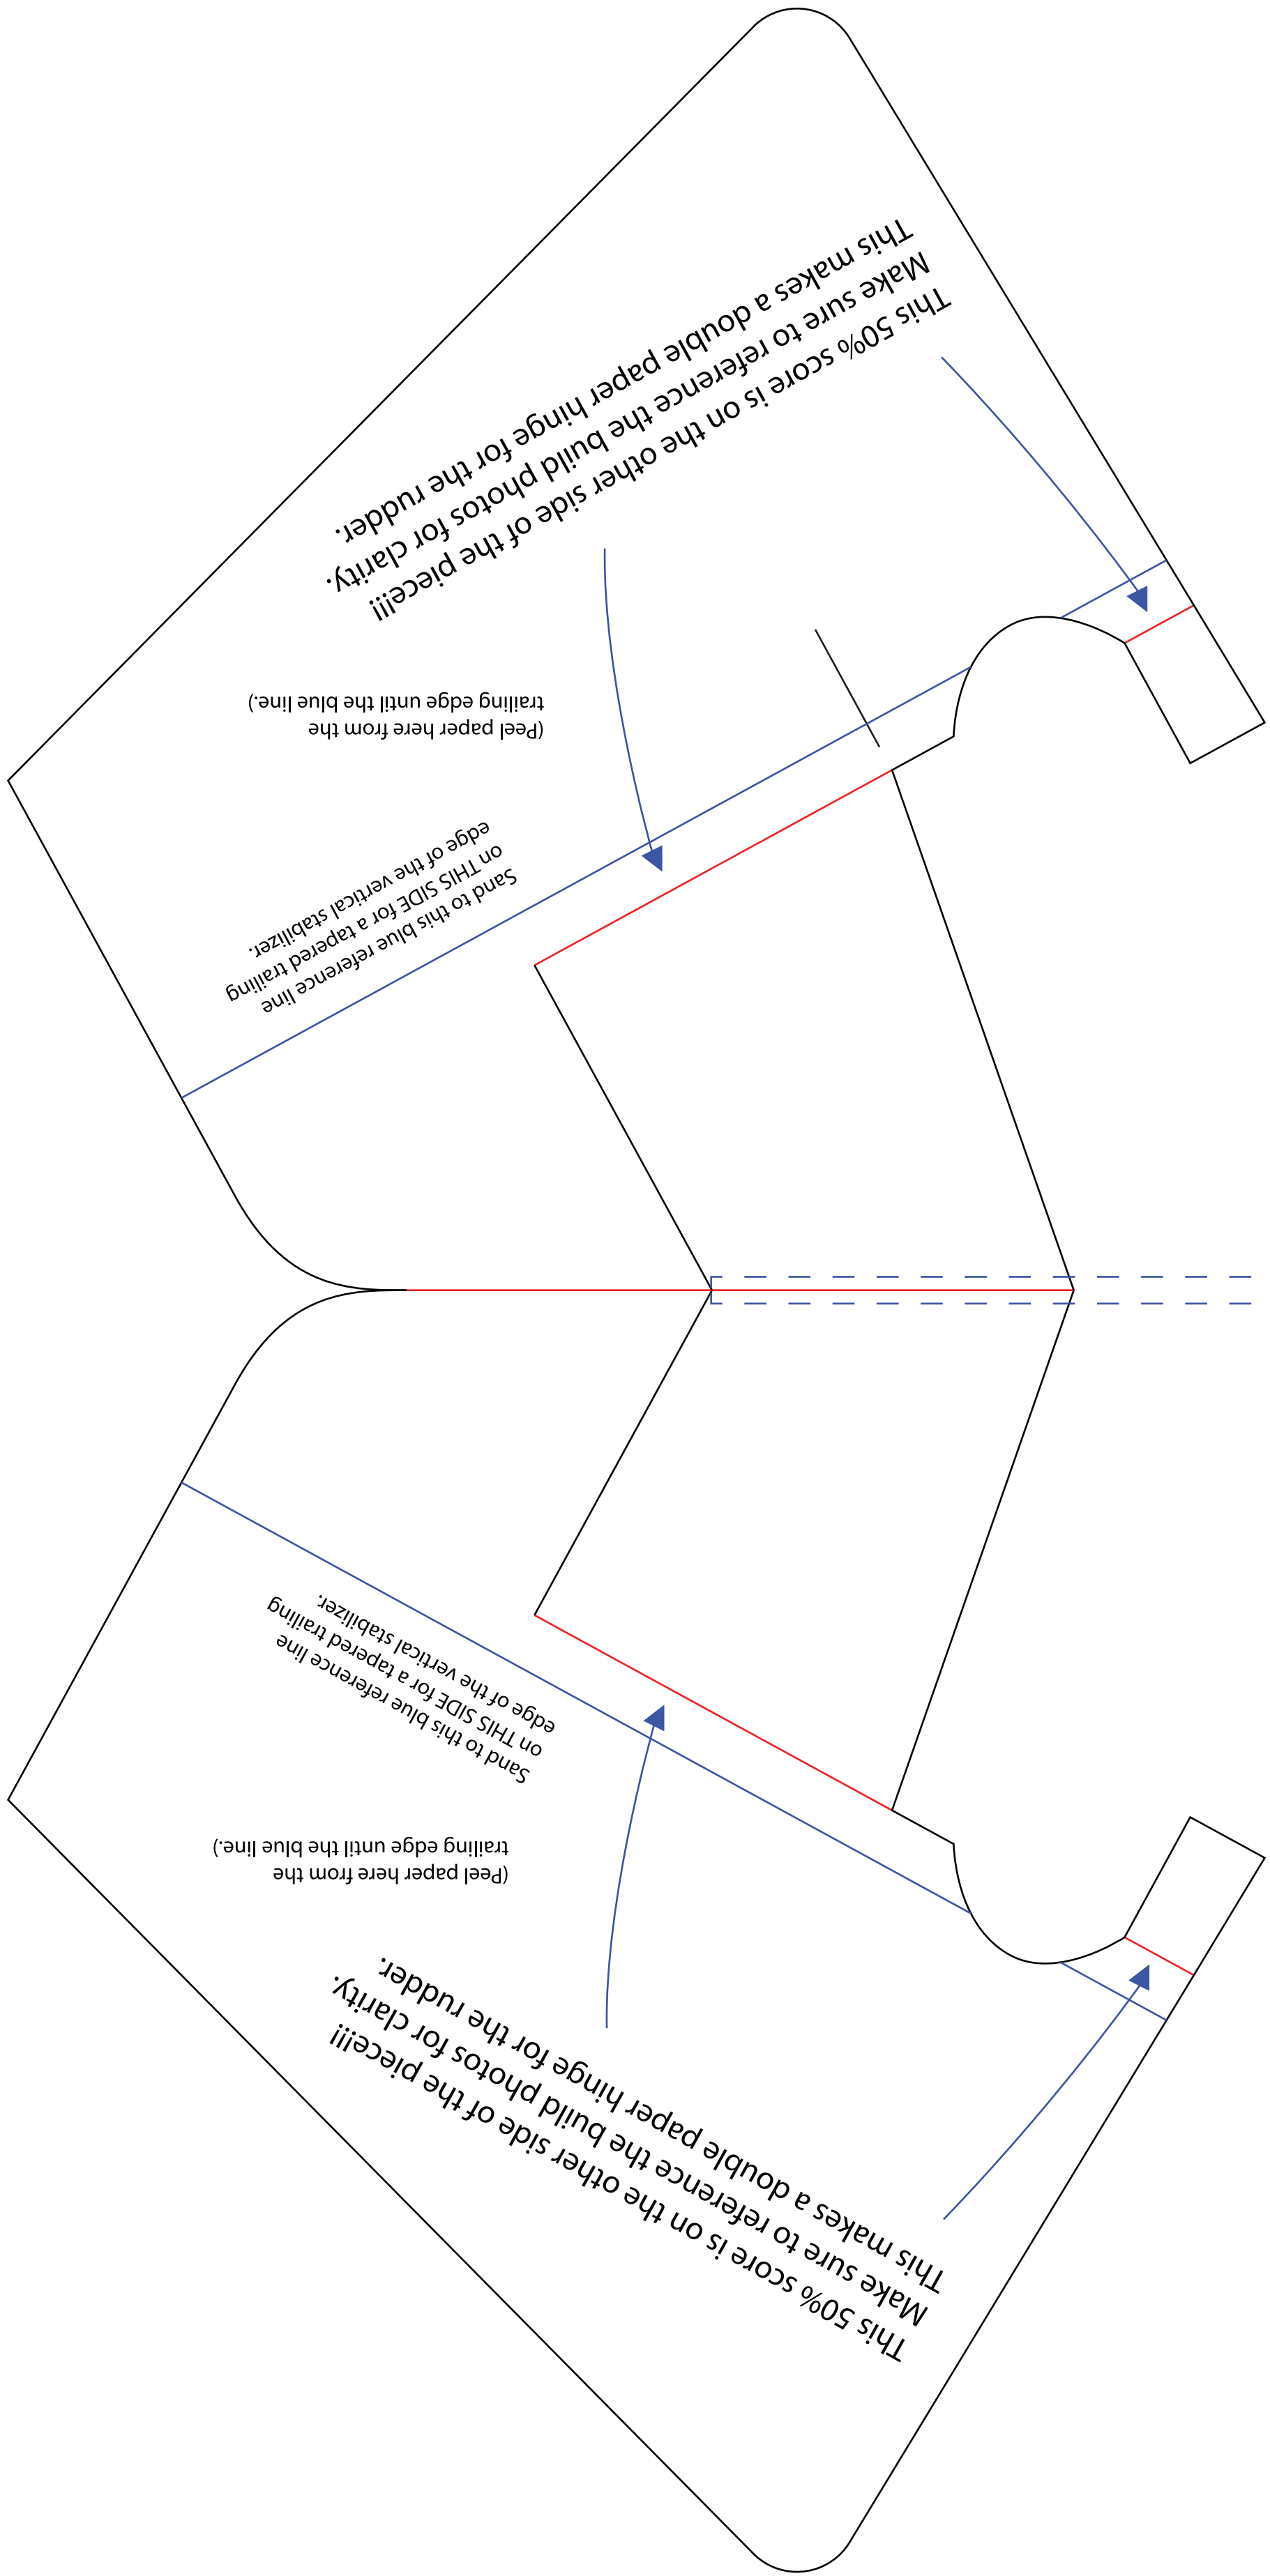 This 50% score is on the other side of the piece!!!
Make sure to reference the build photos for clarity.
This makes a double paper hinge for the rudder.
(Peel paper here from the
trailing edge until the blue line.)
Sand to this blue reference line
on THIS SIDE for a tapered trailing
edge of the vertical stabilizer.
Sand to this blue reference line
on THIS SIDE for a tapered trailing
edge of the vertical stabilizer.
(Peel paper here from the
trailing edge until the blue line.)
This 50% score is on the other side of the piece!!!
Make sure to reference the build photos for clarity.
This makes a double paper hinge for the rudder.